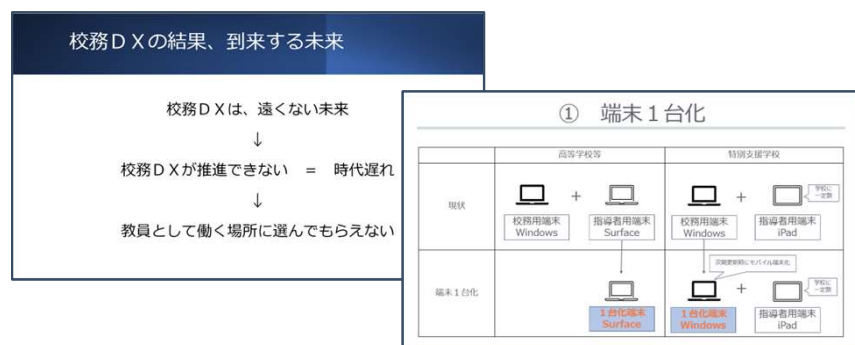 校務DXの結果、到来する未来
校務DXは、遠くない未来
↓
校務DXが推進できない = 時代遅れ
↓
教員として働く場所に選んでもらえない
① 端末1台化
高等学校等
特別支援学校
現状
+
校務用端末
Windows
指導者用端末
Surface
+
校務用端末
Windows
指導者用端末
iPad
学校に
一定数
端末1台化
次期更新時にモバイル端末化
1台化端末
Surface
+
1台化端末
Windows
指導者用端末
iPad
学校に
一定数